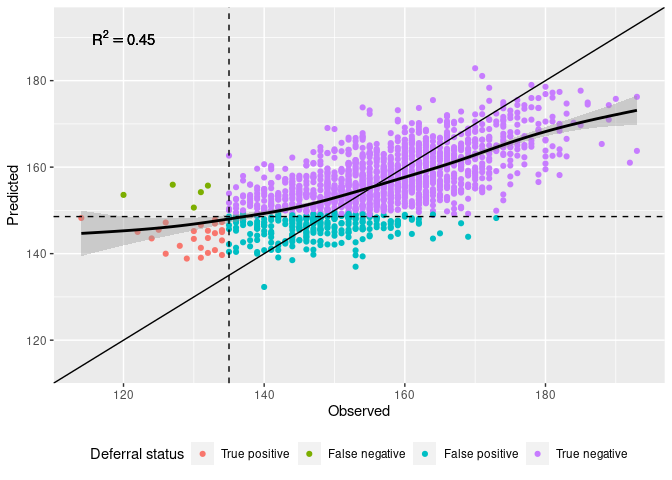 R² = 0.45
180
160
140
120
Predicted
120 140 160 180
Observed
Deferral status True positive False negative False positive True negative